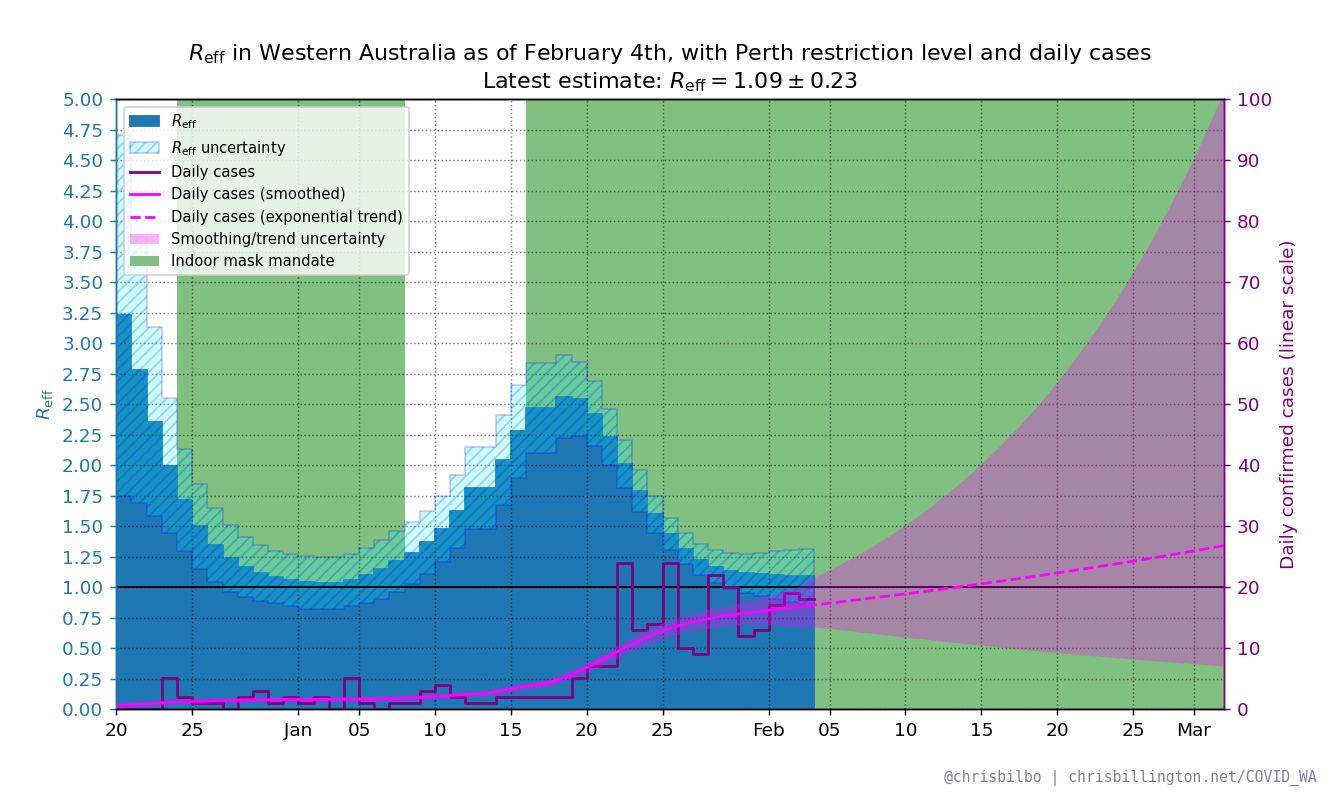 R_eff in Western Australia as of February 4th, with Perth restriction level and daily cases
Latest estimate: R_eff = 1.09 ± 0.23
R_eff
R_eff uncertainty
Daily cases
Daily cases (smoothed)
Daily cases (exponential trend)
Smoothing/trend uncertainty
Indoor mask mandate
5.00
4.75
4.50
4.25
4.00
3.75
3.50
3.25
3.00
2.75
2.50
2.25
2.00
1.75
1.50
1.25
1.00
0.75
0.50
0.25
0.00
R_eff
100
90
80
70
60
50
40
30
20
10
0
Daily confirmed cases (linear scale)
20 25 Jan 05 10 15 20 25 Feb 05 10 15 20 25 Mar
@chrisbilbo | chrisbillington.net/COVID_WA